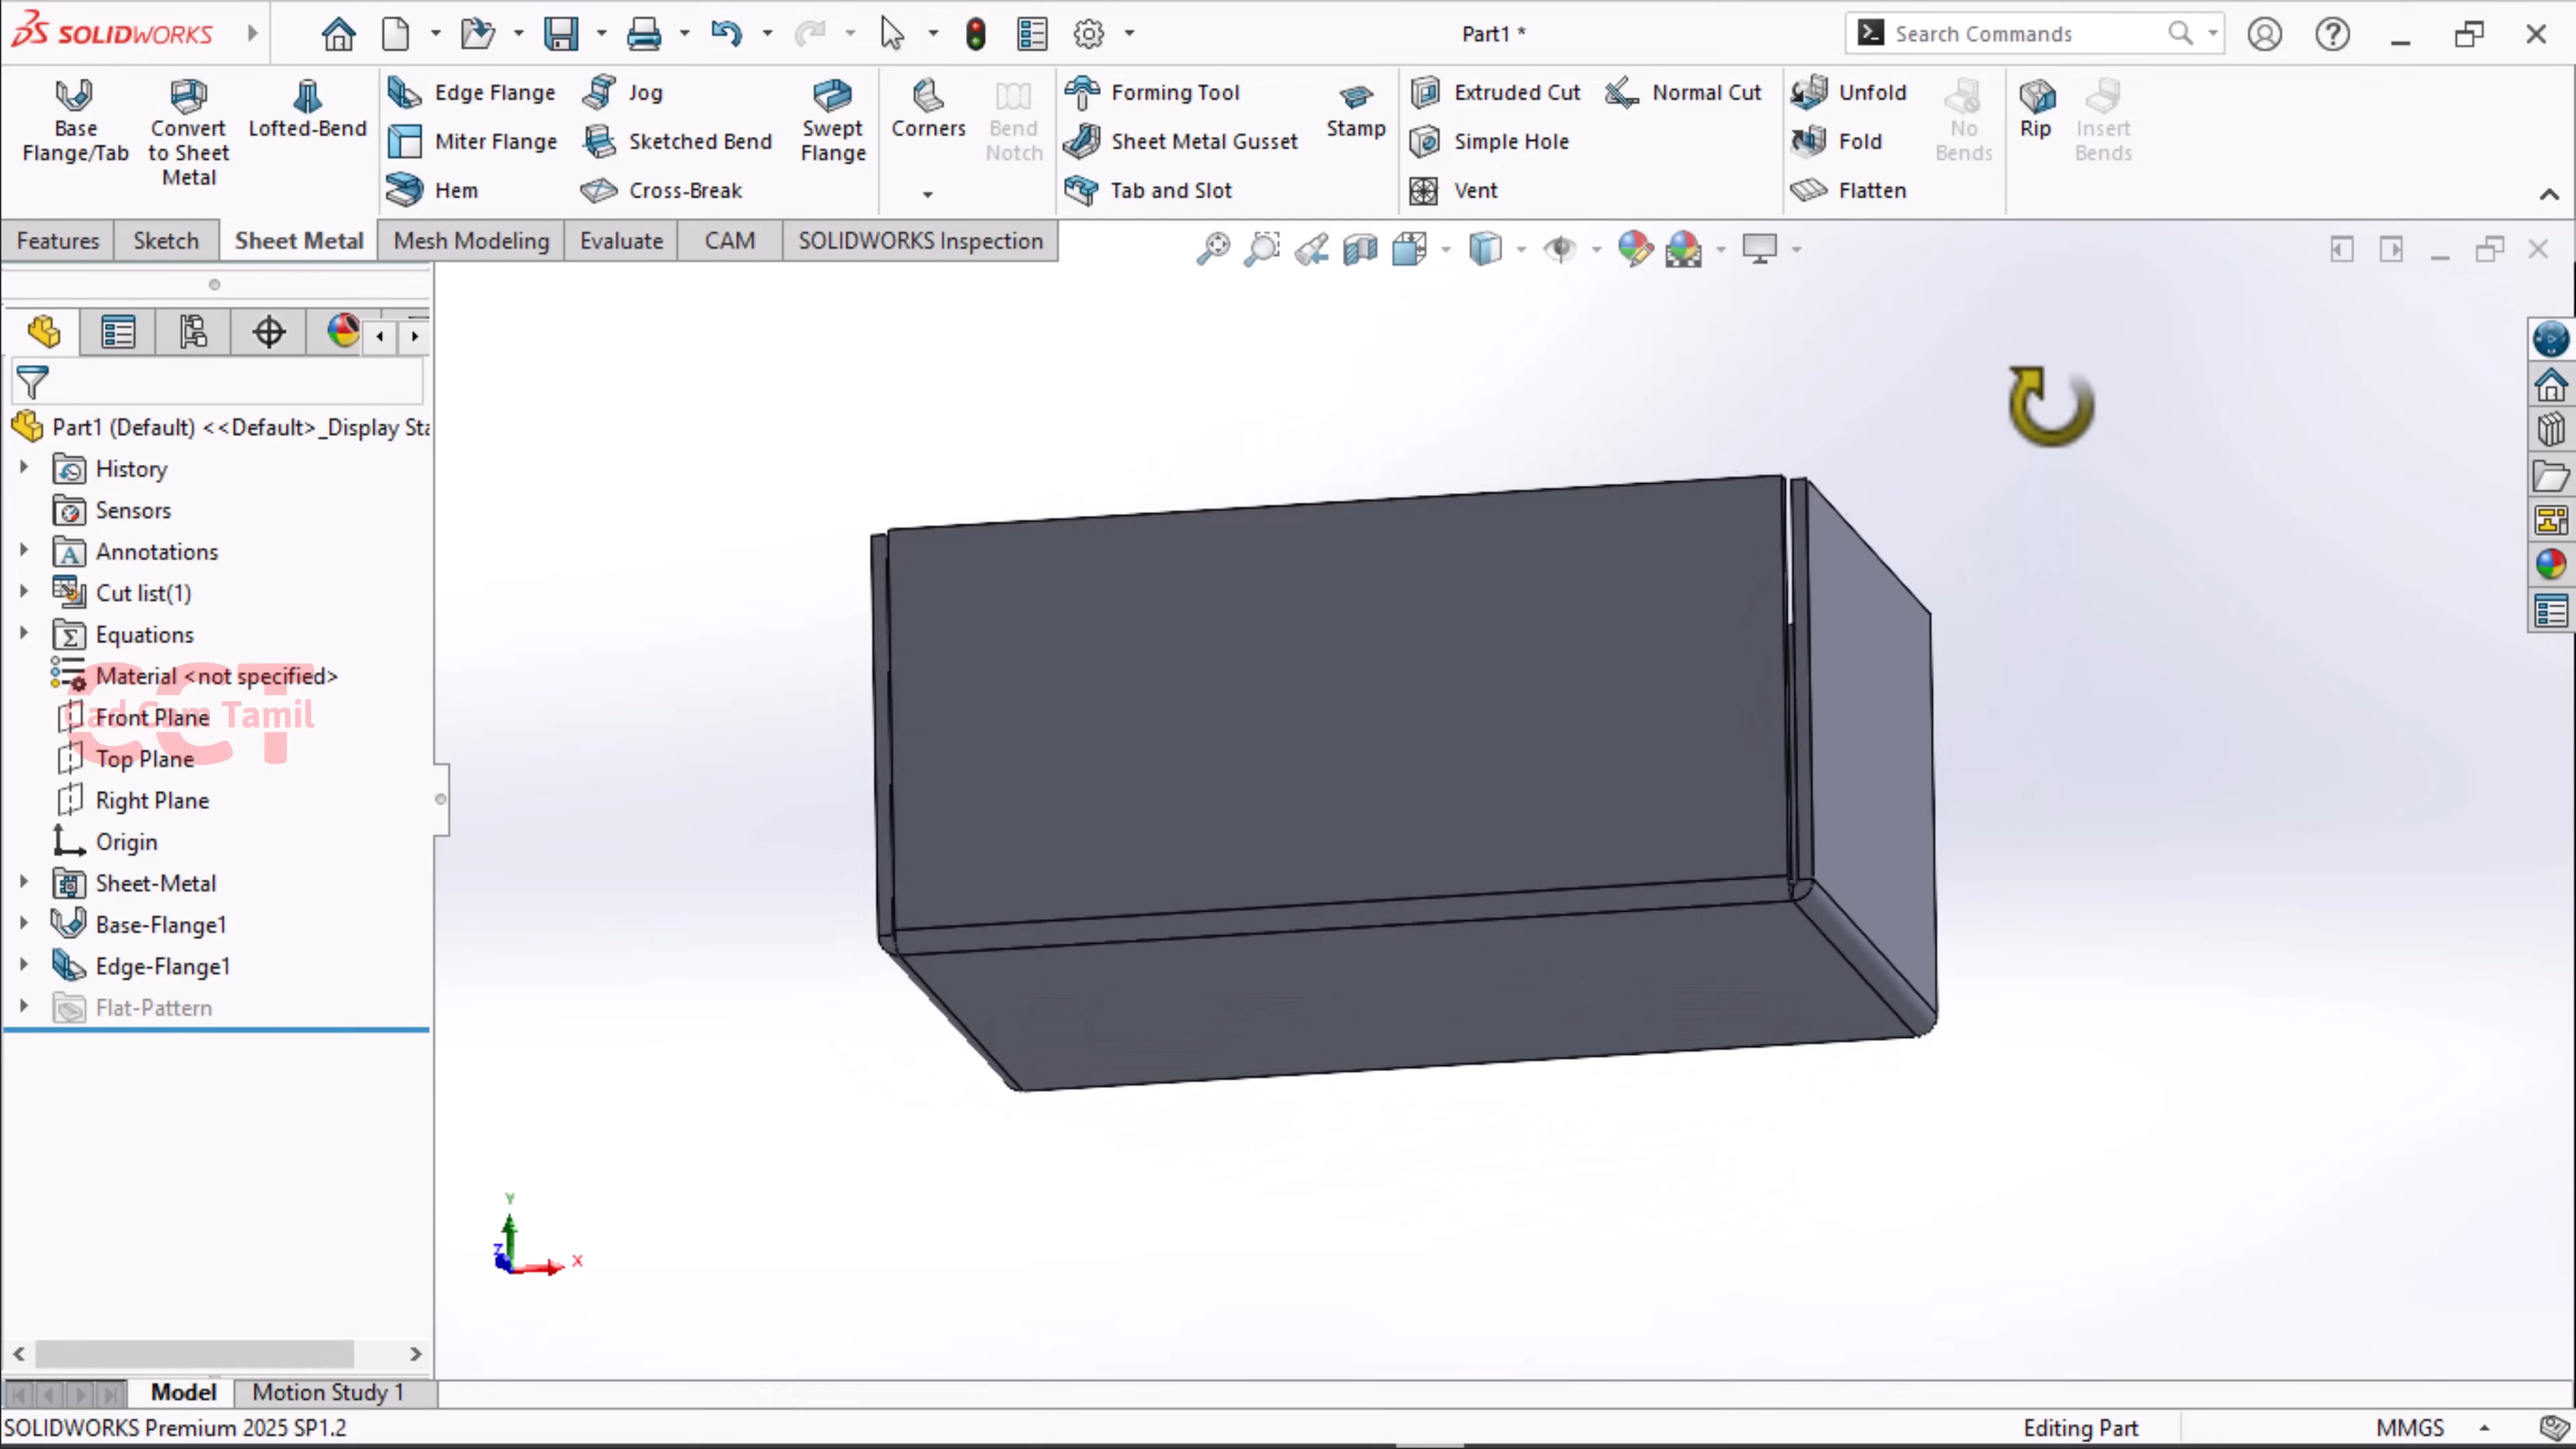 SOLIDWORKS
Part1 *
Search Commands
Base Flange/Tab
Convert to Sheet Metal
Lofted-Bend
Edge Flange
Miter Flange
Hem
Jog
Sketched Bend
Cross-Break
Swept Flange
Corners
Bend Notch
Forming Tool
Sheet Metal Gusset
Tab and Slot
Stamp
Extruded Cut
Simple Hole
Vent
Normal Cut
Unfold
Fold
Flatten
No Bends
Rip
Insert Bends
Features
Sketch
Sheet Metal
Mesh Modeling
Evaluate
CAM
SOLIDWORKS Inspection
Part1 (Default) <<Default>_Display Sta
History
Sensors
Annotations
Cut list(1)
Equations
Material <not specified>
CCT
Cad Cam Tamil
Front Plane
Top Plane
Right Plane
Origin
Sheet-Metal
Base-Flange1
Edge-Flange1
Flat-Pattern
Y
Z
X
Model
Motion Study 1
SOLIDWORKS Premium 2025 SP1.2
Editing Part
MMGS